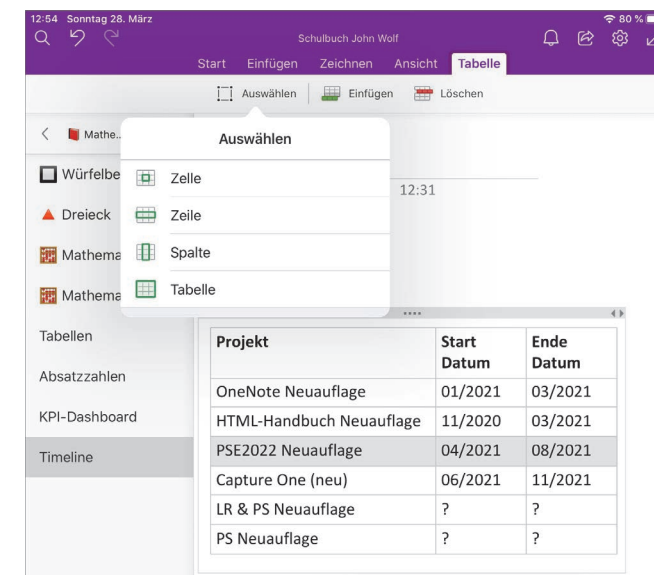 12:54 Sonntag 28. März
80 %
Schulbuch John Wolf
Start Einfügen Zeichnen Ansicht Tabelle
Auswählen Einfügen Löschen
Mathe..
Auswählen
Würfelbe
Zelle
12:31
Dreieck
Zeile
Mathema
Spalte
Mathema
Tabelle
Tabellen
Absatzzahlen
KPI-Dashboard
Timeline
Projekt Start Datum Ende Datum
OneNote Neuauflage 01/2021 03/2021
HTML-Handbuch Neuauflage 11/2020 03/2021
PSE2022 Neuauflage 04/2021 08/2021
Capture One (neu) 06/2021 11/2021
LR & PS Neuauflage ? ?
PS Neuauflage ? ?